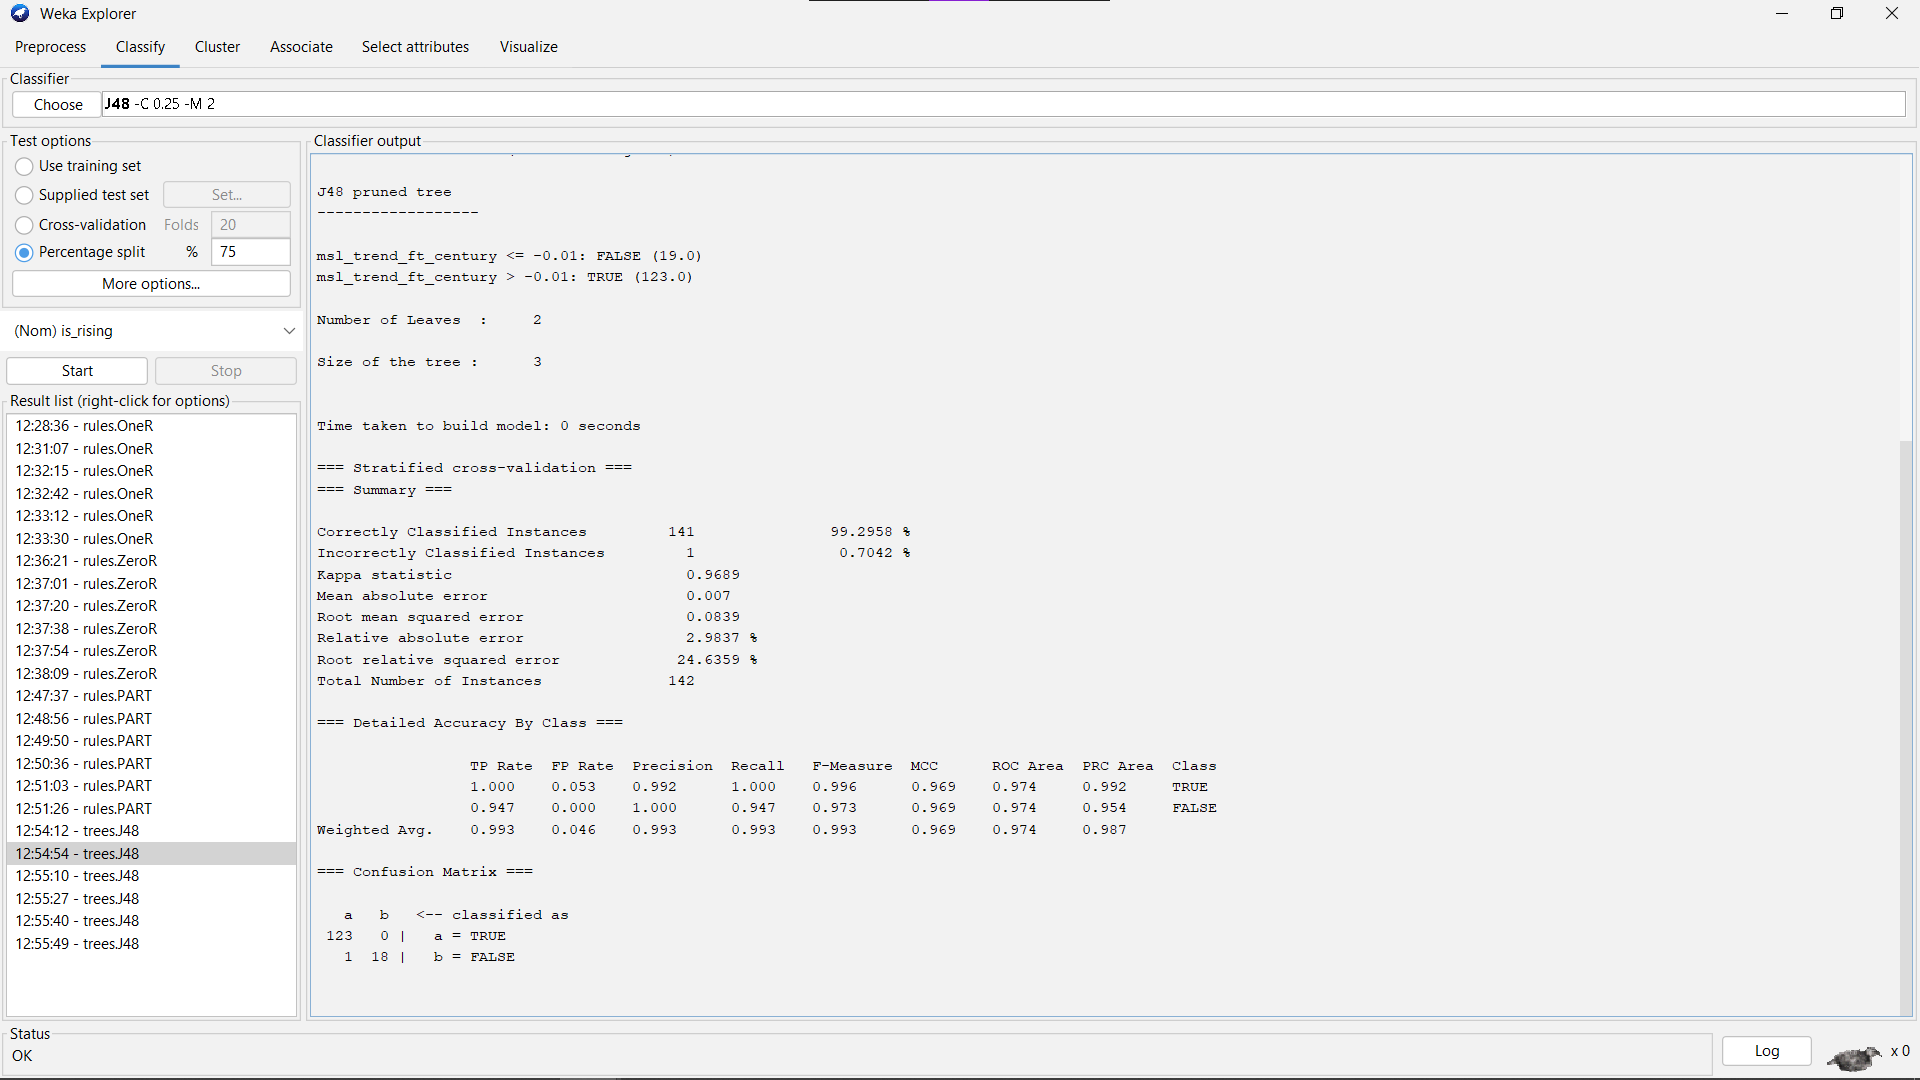 Weka Explorer
Preprocess Classify Cluster Associate Select attributes Visualize
Classifier
Choose J48 -C 0.25 -M 2
Test options
Use training set
Supplied test set Set...
Cross-validation Folds 20
Percentage split % 75
More options...
(Nom) is_rising
Start Stop
Result list (right-click for options)
12:28:36 - rules.OneR
12:31:07 - rules.OneR
12:32:15 - rules.OneR
12:32:42 - rules.OneR
12:33:12 - rules.OneR
12:33:30 - rules.OneR
12:36:21 - rules.ZeroR
12:37:01 - rules.ZeroR
12:37:20 - rules.ZeroR
12:37:38 - rules.ZeroR
12:37:54 - rules.ZeroR
12:38:09 - rules.ZeroR
12:47:37 - rules.PART
12:48:56 - rules.PART
12:49:50 - rules.PART
12:50:36 - rules.PART
12:51:03 - rules.PART
12:51:26 - rules.PART
12:54:12 - trees.J48
12:54:54 - trees.J48
12:55:10 - trees.J48
12:55:27 - trees.J48
12:55:40 - trees.J48
12:55:49 - trees.J48
Classifier output
J48 pruned tree
------------------
msl_trend_ft_century <= -0.01: FALSE (19.0)
msl_trend_ft_century > -0.01: TRUE (123.0)
Number of Leaves : 2
Size of the tree : 3
Time taken to build model: 0 seconds
=== Stratified cross-validation ===
=== Summary ===
Correctly Classified Instances 141 99.2958 %
Incorrectly Classified Instances 1 0.7042 %
Kappa statistic 0.9689
Mean absolute error 0.007
Root mean squared error 0.0839
Relative absolute error 2.9837 %
Root relative squared error 24.6359 %
Total Number of Instances 142
=== Detailed Accuracy By Class ===
TP Rate FP Rate Precision Recall F-Measure MCC ROC Area PRC Area Class
1.000 0.053 0.992 1.000 0.996 0.969 0.974 0.992 TRUE
0.947 0.000 1.000 0.947 0.973 0.969 0.974 0.954 FALSE
Weighted Avg. 0.993 0.046 0.993 0.993 0.993 0.969 0.974 0.987
=== Confusion Matrix ===
a b <-- classified as
123 0 | a = TRUE
1 18 | b = FALSE
Status
OK
Log
x 0